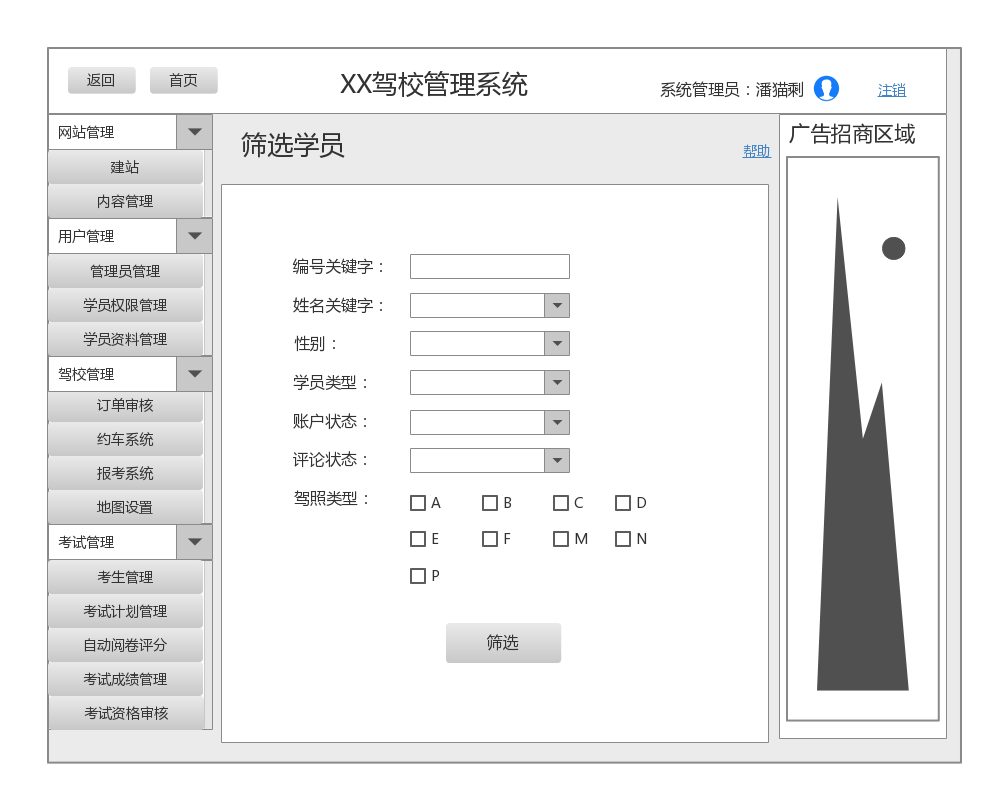 返回
首页
XX驾校管理系统
系统管理员：潘猫剩
注销
网站管理
建站
内容管理
用户管理
管理员管理
学员权限管理
学员资料管理
驾校管理
订单审核
约车系统
报考系统
地图设置
考试管理
考生管理
考试计划管理
自动阅卷评分
考试成绩管理
考试资格审核
筛选学员
帮助
编号关键字：
姓名关键字：
性别：
学员类型：
账户状态：
评论状态：
驾照类型：
A B C D
E F M N
P
筛选
广告招商区域